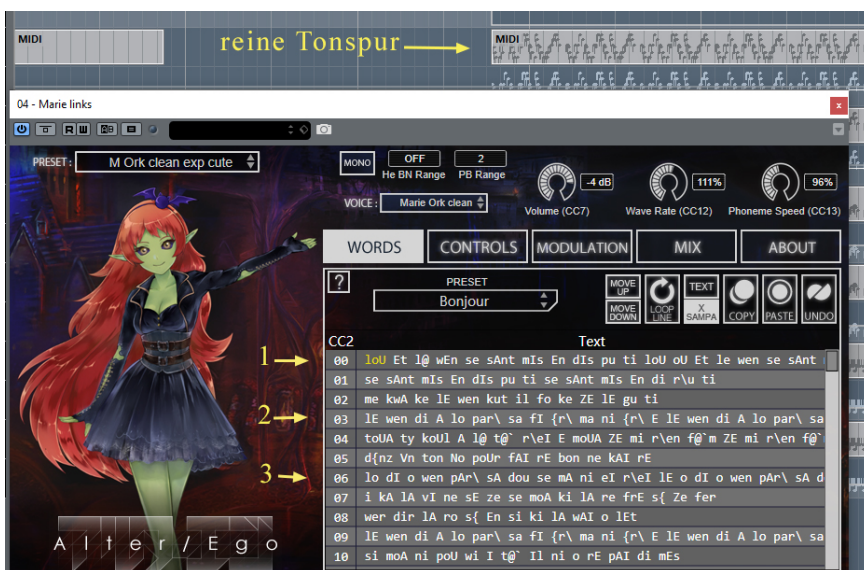 MIDI
reine Tonspur
MIDI
04 - Marie links
x
R W
PRESET: M Ork clean exp cute
MONO OFF 2
He BN Range PB Range
-4 dB 111% 96%
VOICE: Marie Ork clean
Volume (CC7) Wave Rate (CC12) Phoneme Speed (CC13)
WORDS CONTROLS MODULATION MIX ABOUT
? PRESET
Bonjour
MOVE UP
MOVE DOWN
LOOP LINE
TEXT
X SAMPA
COPY PASTE UNDO
CC2 Text
1
00 loU Et l@ wEn se sAnt mIs En dIs pu ti loU oU Et le wen se sAnt
01 se sAnt mIs En dIs pu ti se sAnt mIs En di r\u ti
02 me kwA ke lE wen kut il fo ke ZE lE gu ti
2
03 lE wen di A lo par\ sa fI {r\ ma ni {r\ E lE wen di A lo par\ sa
04 toUA ty koUl A l@ t@` r\eI E moUA ZE mi r\en f@`m ZE mi r\en f@`
05 d{nz Vn ton No poUr fAI rE bon ne kAI rE
3
06 lo dI o wen pAr\ sA dou se mA ni eI r\eI lE o dI o wen pAr\ sA d
07 i kA lA vI ne sE ze se moA ki lA re frE s{ Ze fer
08 wer dir lA ro s{ En si ki lA wAI o lEt
09 lE wen di A lo par\ sa fI {r\ ma ni {r\ E lE wen di A lo par\ sa
10 si moA ni poU wi I t@` Il ni o rE pAI di mEs
Alter/Ego